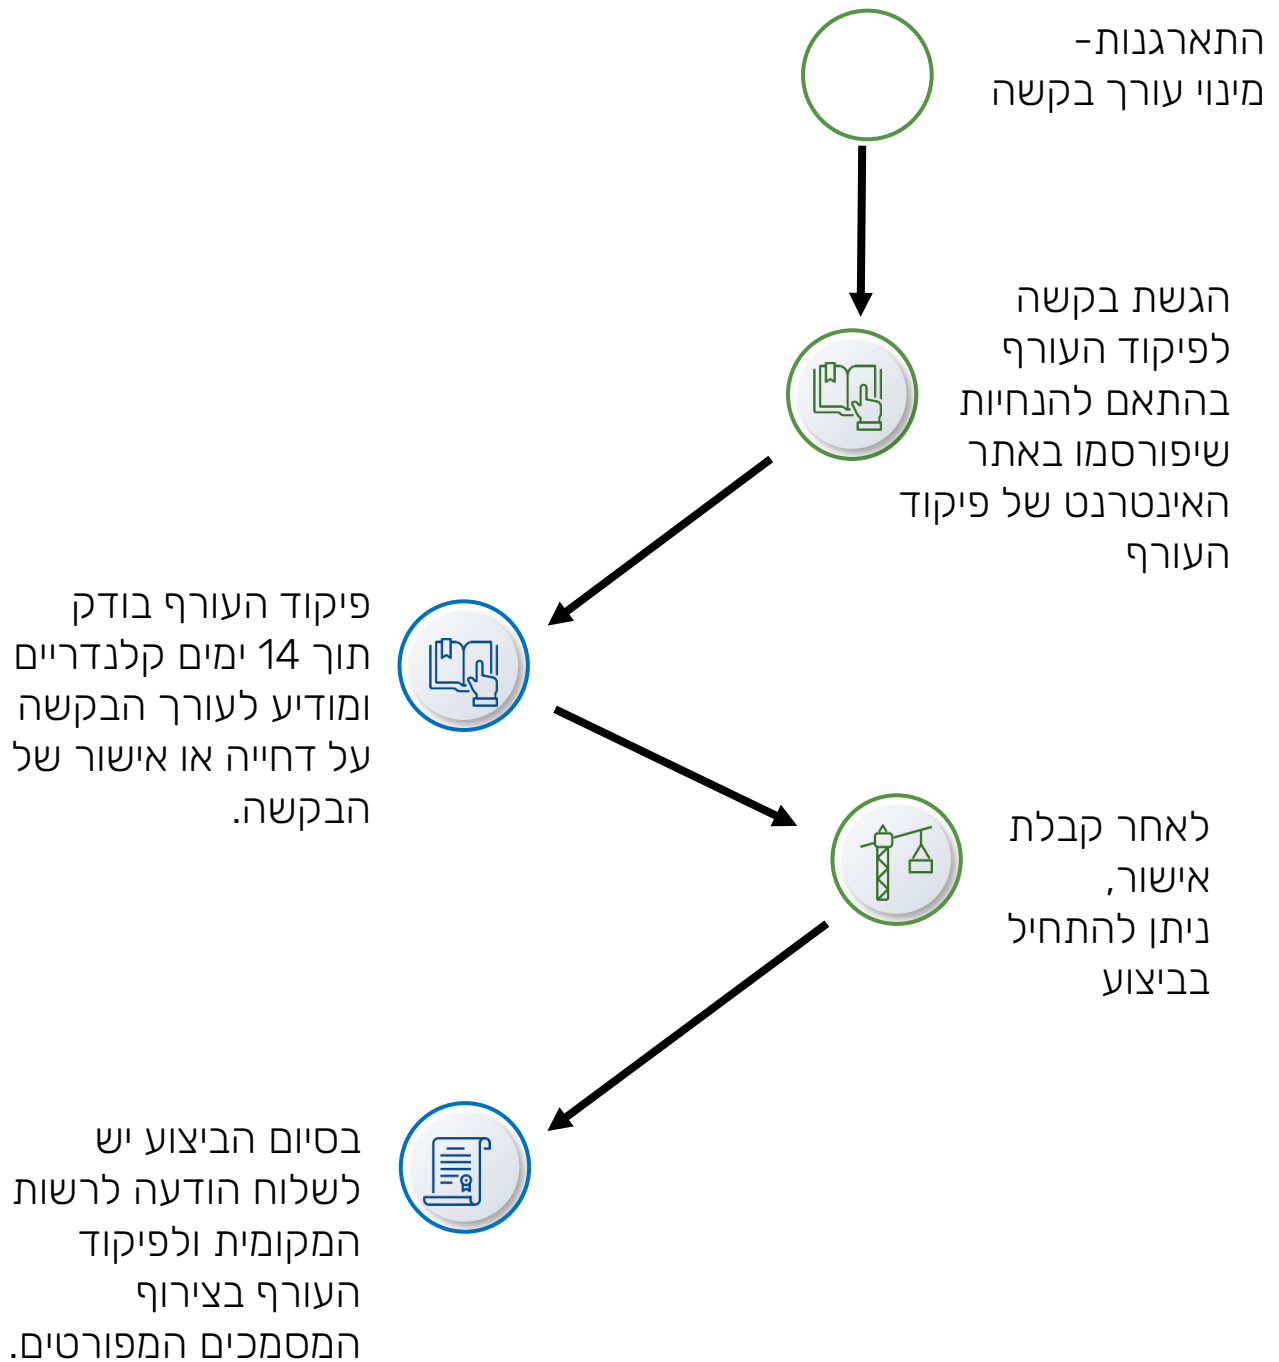 התארגנות-
מינוי עורך בקשה
הגשת בקשה
לפיקוד העורף
בהתאם להנחיות
שיפורסמו באתר
האינטרנט של פיקוד
העורף
פיקוד העורף בודק
תוך 14 ימים קלנדריים
ומודיע לעורך הבקשה
על דחייה או אישור של
הבקשה.
לאחר קבלת
אישור,
ניתן להתחיל
בביצוע
בסיום הביצוע יש
לשלוח הודעה לרשות
המקומית ולפיקוד
העורף בצירוף
המסמכים המפורטים.